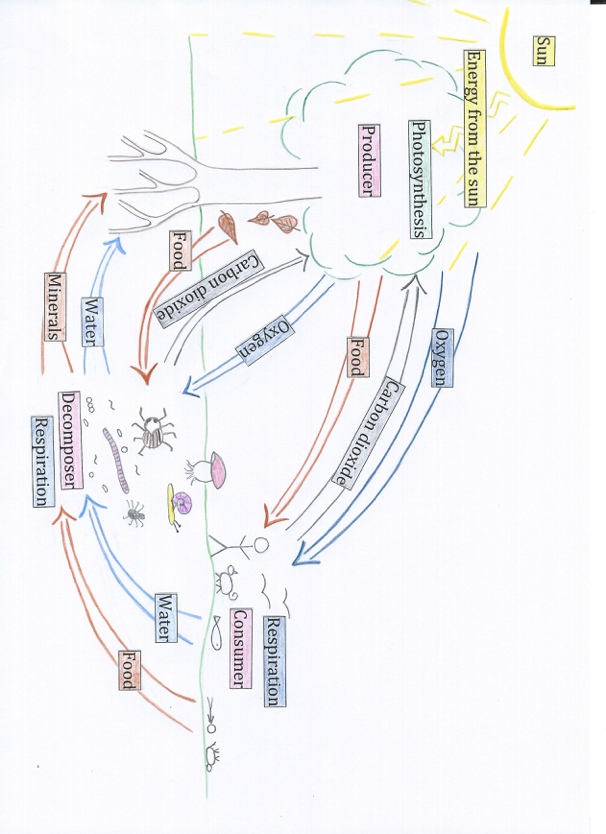 Sun
Energy from the sun
Photosynthesis
Producer
Oxygen
Carbon dioxide
Food
Oxygen
Carbon dioxide
Food
Respiration
Consumer
Water
Minerals
Decomposer
Respiration
Water
Food